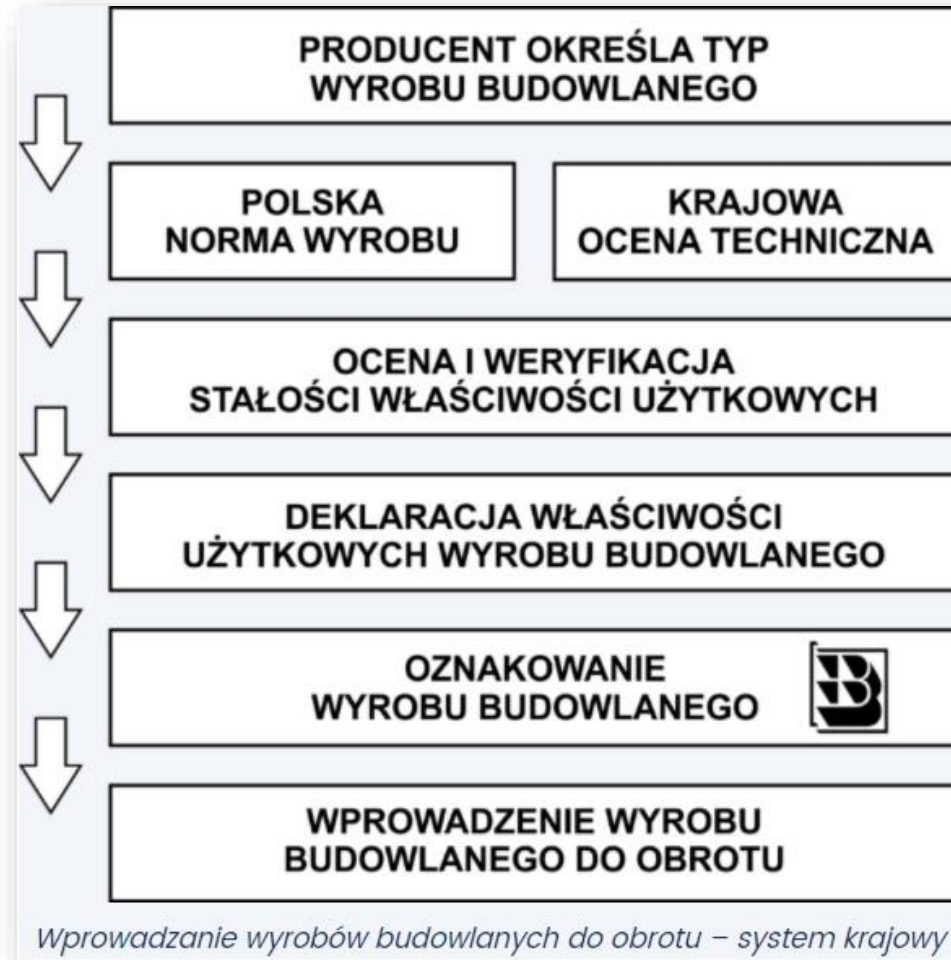 PRODUCENT OKREŚLA TYP
WYROBU BUDOWLANEGO
POLSKA
NORMA WYROBU
KRAJOWA
OCENA TECHNICZNA
OCENA I WERYFIKACJA
STAŁOŚCI WŁAŚCIWOŚCI UŻYTKOWYCH
DEKLARACJA WŁAŚCIWOŚCI
UŻYTKOWYCH WYROBU BUDOWLANEGO
OZNAKOWANIE
WYROBU BUDOWLANEGO
B
WPROWADZENIE WYROBU
BUDOWLANEGO DO OBROTU
Wprowadzanie wyrobów budowlanych do obrotu – system krajowy